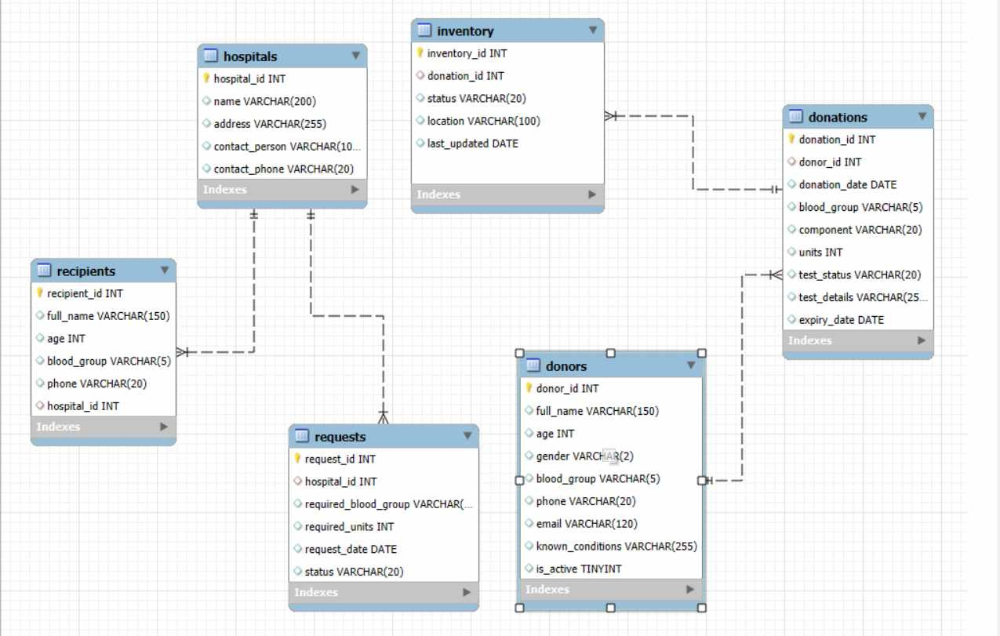 hospitals
hospital_id INT
name VARCHAR(200)
address VARCHAR(255)
contact_person VARCHAR(10...
contact_phone VARCHAR(20)
Indexes
inventory
inventory_id INT
donation_id INT
status VARCHAR(20)
location VARCHAR(100)
last_updated DATE
Indexes
donations
donation_id INT
donor_id INT
donation_date DATE
blood_group VARCHAR(5)
component VARCHAR(20)
units INT
test_status VARCHAR(20)
test_details VARCHAR(25...
expiry_date DATE
Indexes
recipients
recipient_id INT
full_name VARCHAR(150)
age INT
blood_group VARCHAR(5)
phone VARCHAR(20)
hospital_id INT
Indexes
requests
request_id INT
hospital_id INT
required_blood_group VARCHAR(...
required_units INT
request_date DATE
status VARCHAR(20)
Indexes
donors
donor_id INT
full_name VARCHAR(150)
age INT
gender VARCHAR(2)
blood_group VARCHAR(5)
phone VARCHAR(20)
email VARCHAR(120)
known_conditions VARCHAR(255)
is_active TINYINT
Indexes